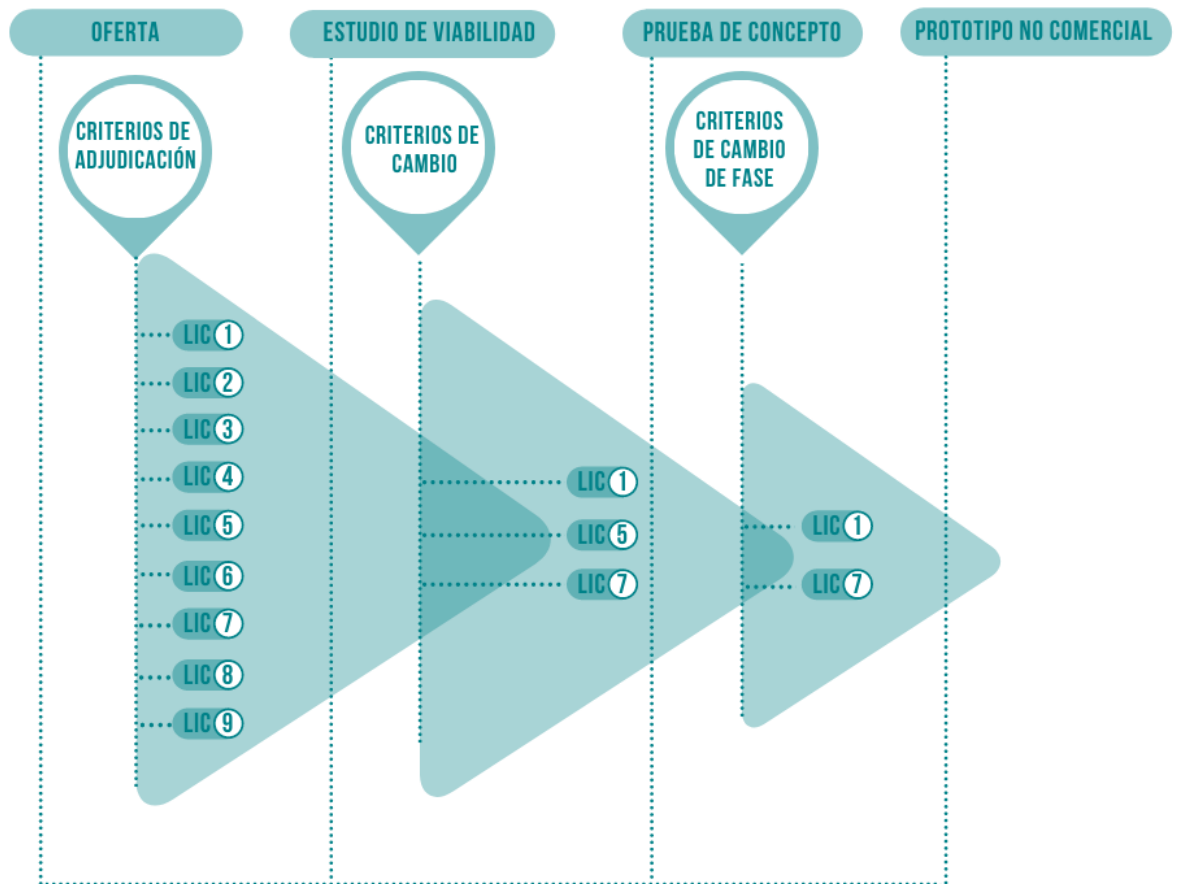 OFERTA
ESTUDIO DE VIABILIDAD
PRUEBA DE CONCEPTO
PROTOTIPO NO COMERCIAL
CRITERIOS DE
ADJUDICACIÓN
CRITERIOS DE
CAMBIO
CRITERIOS
DE CAMBIO
DE FASE
LIC 1
LIC 2
LIC 3
LIC 4
LIC 5
LIC 6
LIC 7
LIC 8
LIC 9
LIC 1
LIC 5
LIC 7
LIC 1
LIC 7